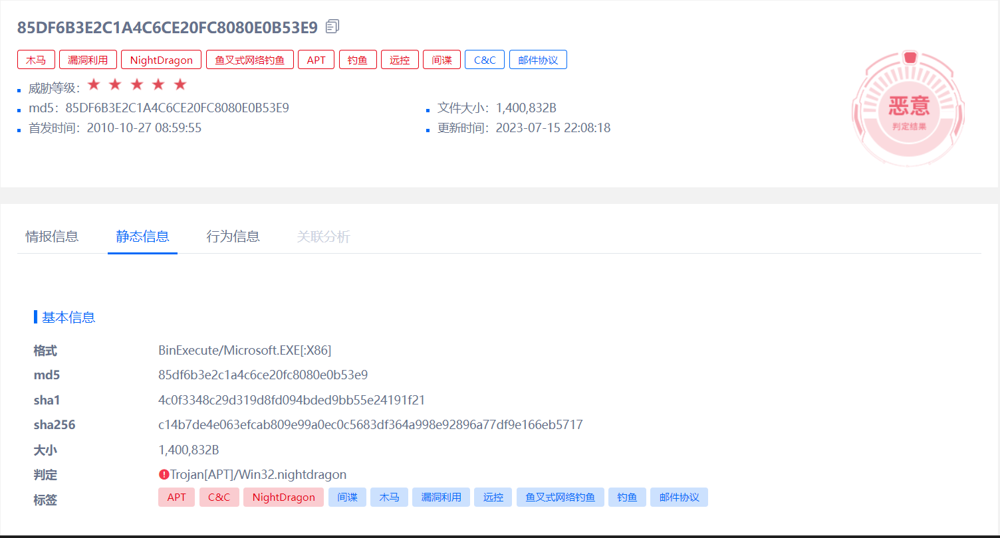 85DF6B3E2C1A4C6CE20FC8080E0B53E9
木马 漏洞利用 NightDragon 鱼叉式网络钓鱼 APT 钓鱼 远控 间谍 C&C 邮件协议
威胁等级：
md5：85DF6B3E2C1A4C6CE20FC8080E0B53E9 文件大小：1,400,832B
首发时间：2010-10-27 08:59:55 更新时间：2023-07-15 22:08:18
恶意
判定结果
情报信息 静态信息 行为信息 关联分析
基本信息
格式 BinExecute/Microsoft.EXE[:X86]
md5 85df6b3e2c1a4c6ce20fc8080e0b53e9
sha1 4c0f3348c29d319d8fd094bded9bb55e24191f21
sha256 c14b7de4e063efcab809e99a0ec0c5683df364a998e92896a77df9e166eb5717
大小 1,400,832B
判定 Trojan[APT]/Win32.nightdragon
标签 APT C&C NightDragon 间谍 木马 漏洞利用 远控 鱼叉式网络钓鱼 钓鱼 邮件协议